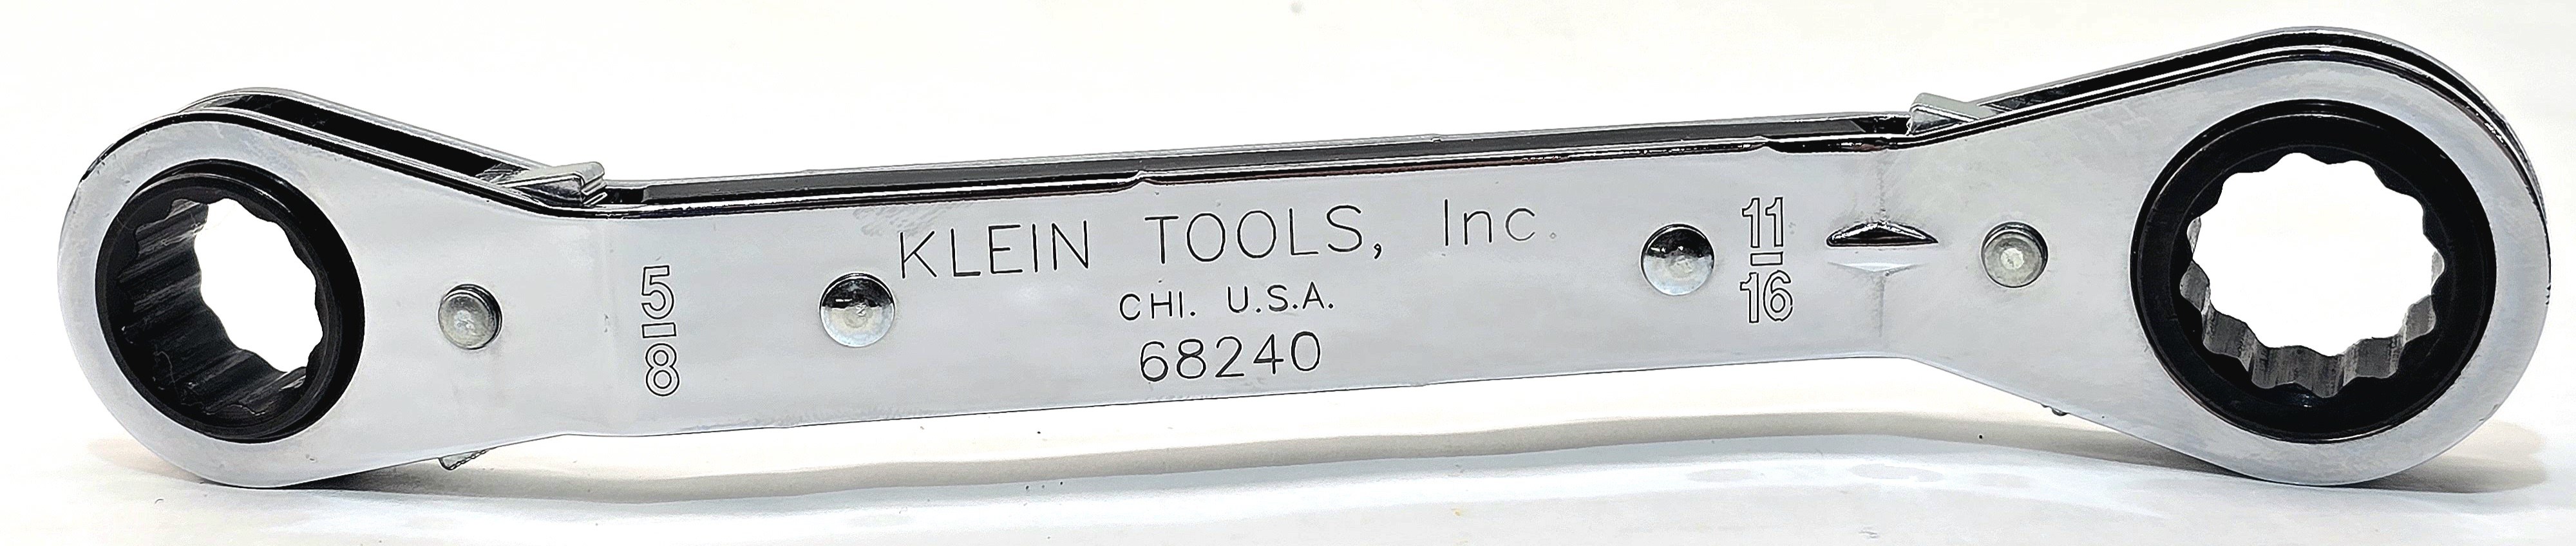 KLEIN TOOLS, Inc.
CHI. U.S.A.
68240
5/8
11/16